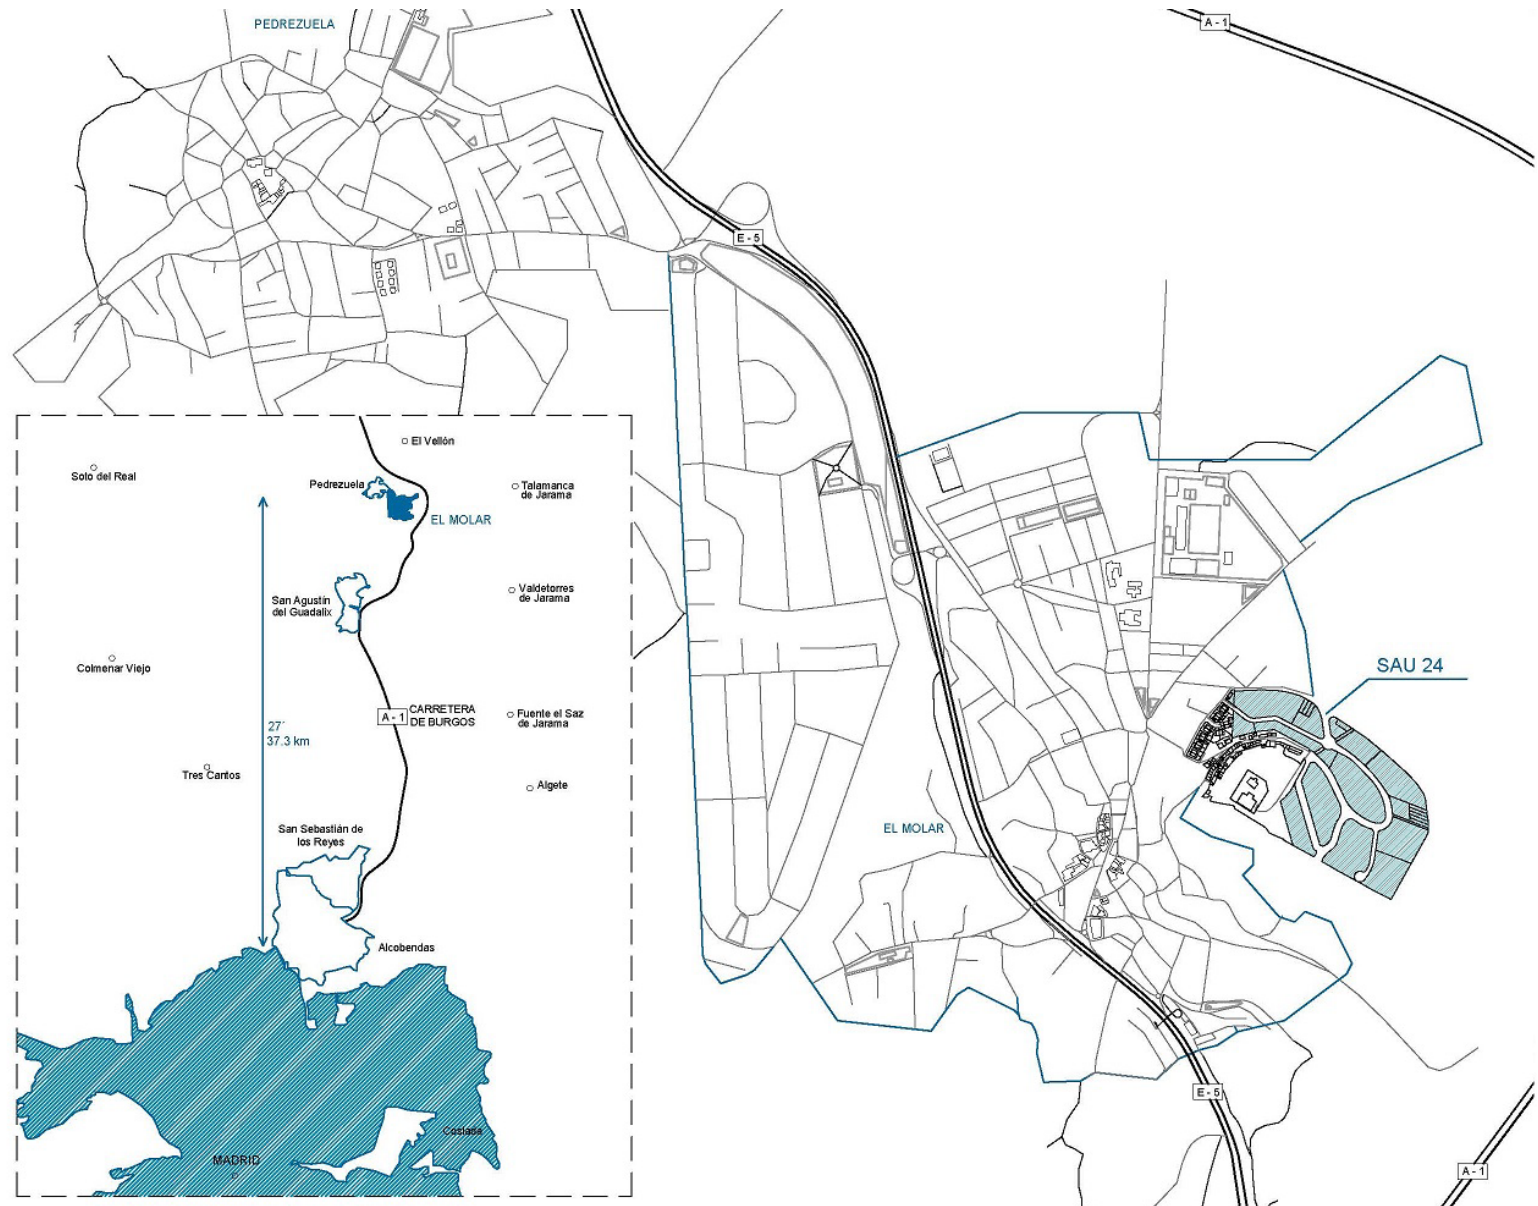 PEDREZUELA
A - 1
E - 5
El Vellón
Soto del Real
Pedrezuela
Talamanca
de Jarama
EL MOLAR
San Agustín
del Guadalix
Valdetorres
de Jarama
Colmenar Viejo
SAU 24
A - 1
CARRETERA
DE BURGOS
Fuente el Saz
de Jarama
27´
37.3 km
Tres Cantos
Algete
San Sebastián de
los Reyes
EL MOLAR
Alcobendas
E - 5
Coslada
MADRID
A - 1